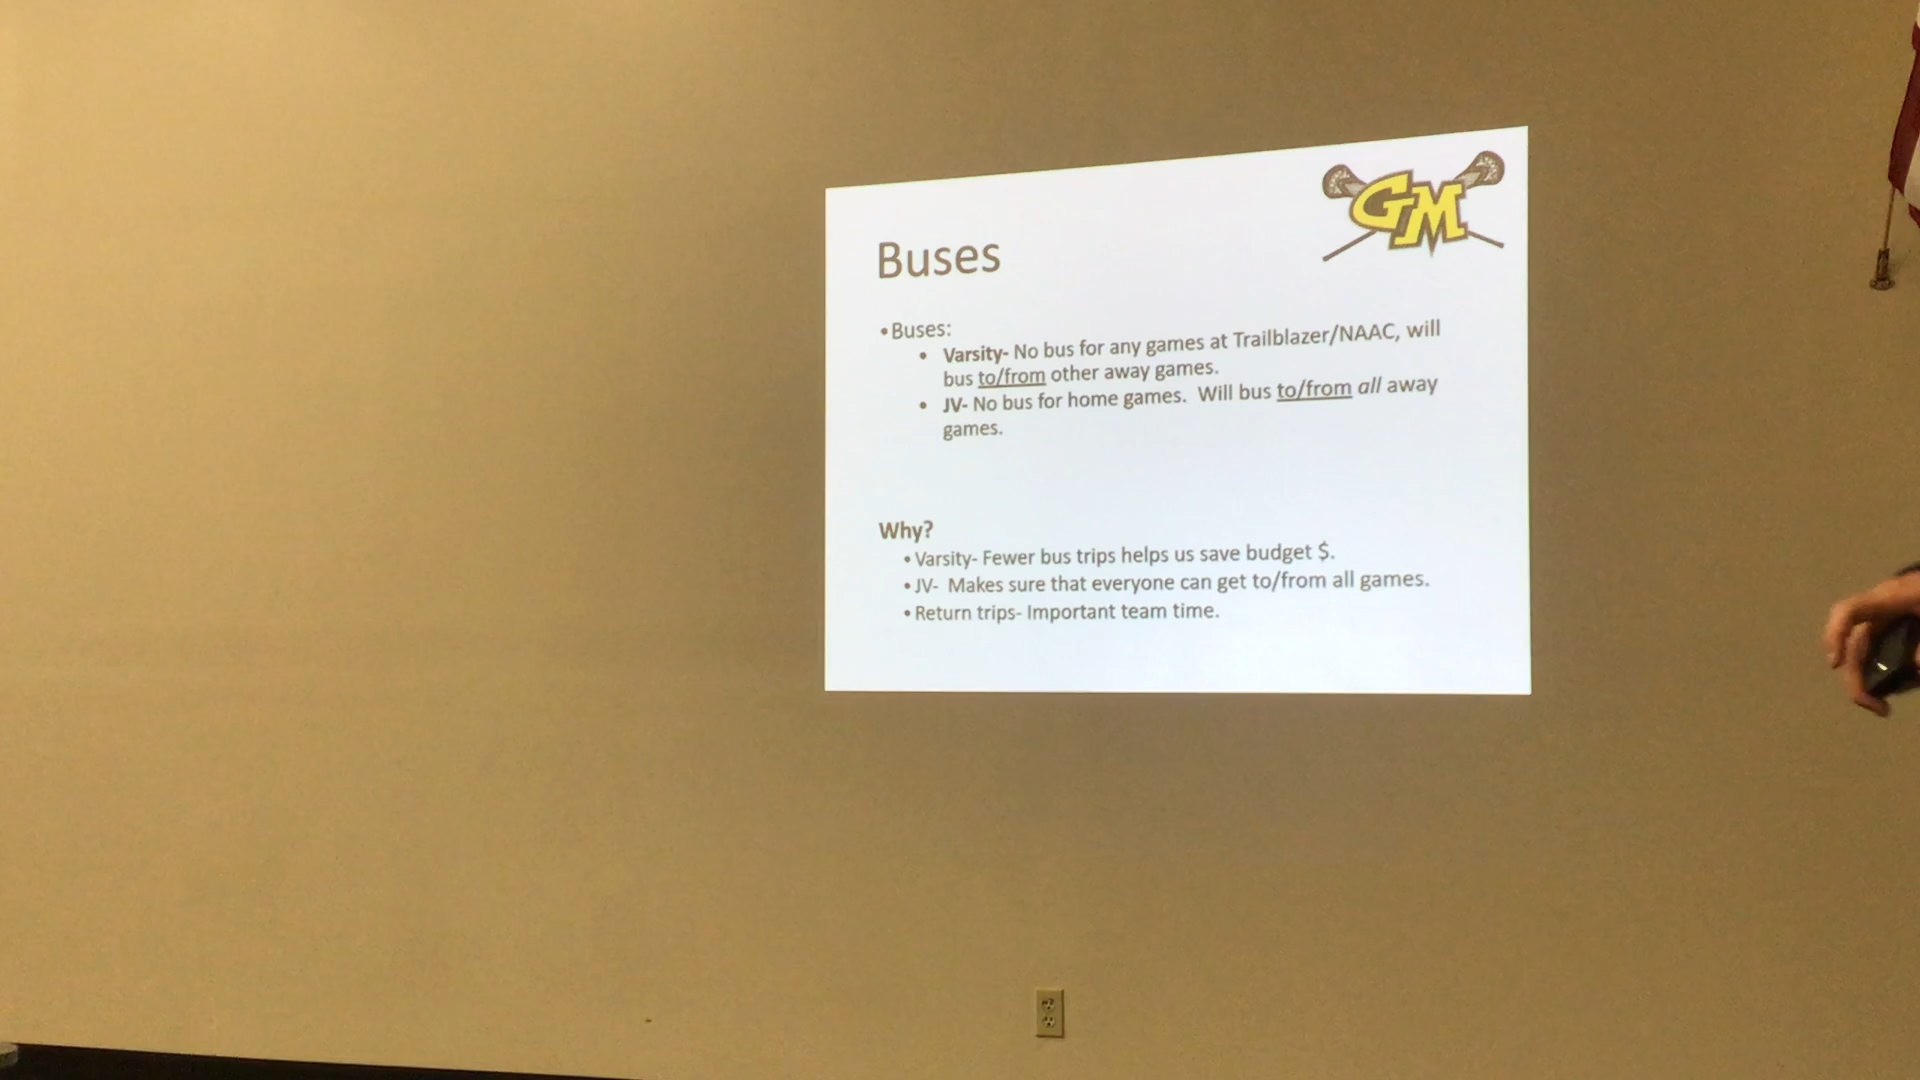 GM
Buses
•Buses:
• Varsity- No bus for any games at Trailblazer/NAAC, will
bus to/from other away games.
• JV- No bus for home games. Will bus to/from all away
games.
Why?
•Varsity- Fewer bus trips helps us save budget $.
•JV- Makes sure that everyone can get to/from all games.
•Return trips- Important team time.